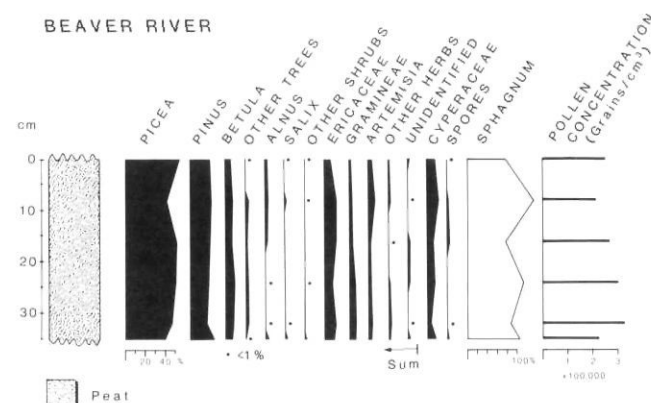 BEAVER RIVER
cm
PICEA
PINUS
BETULA
OTHER TREES
ALNUS
SALIX
OTHER SHRUBS
ERICACEAE
GRAMINEAE
ARTEMISIA
OTHER HERBS
UNIDENTIFIED
CYPERACEAE
SPORES
SPHAGNUM
POLLEN
CONCENTRATION
(Grains/cm³)
0
10
20
30
20 40 %
• <1%
Sum
100%
0 1 2 3
×100,000
Peat